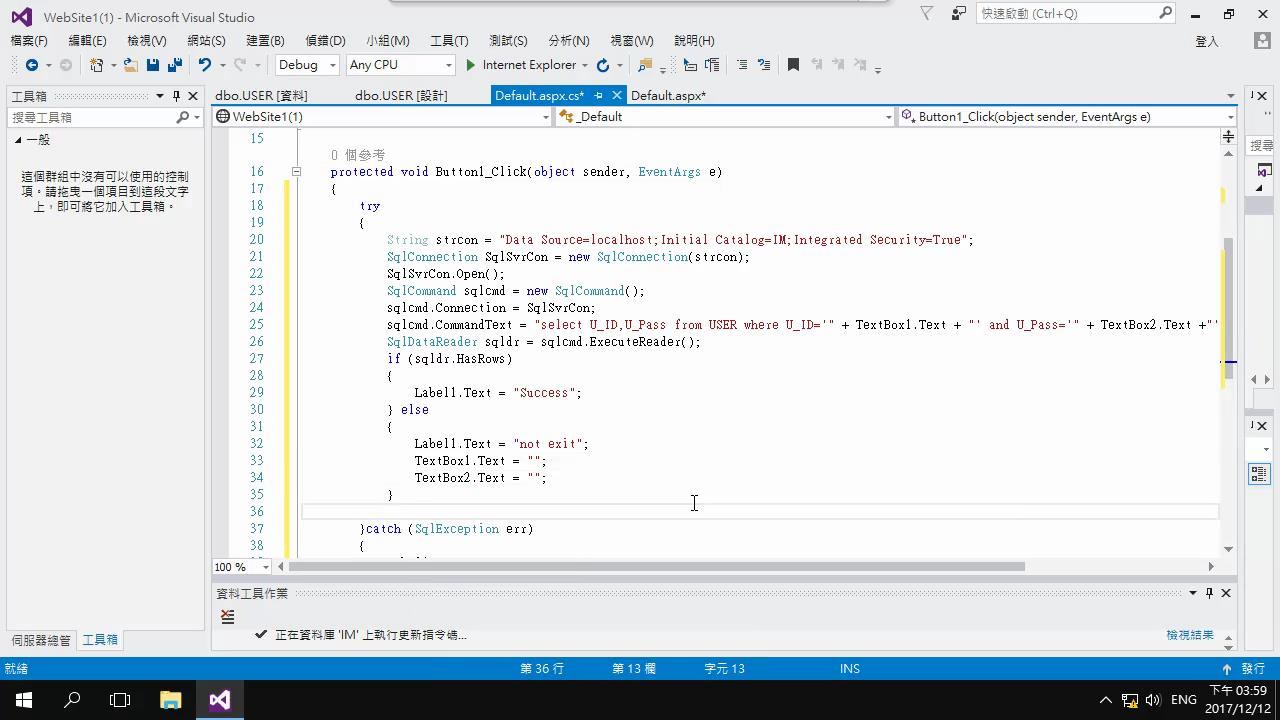 WebSite1(1) - Microsoft Visual Studio
快速啟動 (Ctrl+Q)
檔案(F) 編輯(E) 檢視(V) 網站(S) 建置(B) 偵錯(D) 小組(M) 工具(T) 測試(S) 分析(N) 視窗(W) 說明(H)
登入
Debug Any CPU Internet Explorer
工具箱
dbo.USER [資料] dbo.USER [設計] Default.aspx.cs* Default.aspx*
搜尋工具箱
WebSite1(1) _Default Button1_Click(object sender, EventArgs e)
一般
這個群組中沒有可以使用的控制
項。請拖曳一個項目到這段文字
上，即可將它加入工具箱。
搜尋
15
0 個參考
16 protected void Button1_Click(object sender, EventArgs e)
17 {
18 try
19 {
20 String strcon = "Data Source=localhost;Initial Catalog=IM;Integrated Security=True";
21 SqlConnection SqlSvrCon = new SqlConnection(strcon);
22 SqlSvrCon.Open();
23 SqlCommand sqlcmd = new SqlCommand();
24 sqlcmd.Connection = SqlSvrCon;
25 sqlcmd.CommandText = "select U_ID,U_Pass from USER where U_ID='" + TextBox1.Text + "' and U_Pass='" + TextBox2.Text +"'
26 SqlDataReader sqldr = sqlcmd.ExecuteReader();
27 if (sqldr.HasRows)
28 {
29 Label1.Text = "Success";
30 } else
31 {
32 Label1.Text = "not exit";
33 TextBox1.Text = "";
34 TextBox2.Text = "";
35 }
36
37 }catch (SqlException err)
38 {
100 %
資料工具作業
正在資料庫 'IM' 上執行更新指令碼...
檢視結果
伺服器總管 工具箱
就緒 第 36 行 第 13 欄 字元 13 INS 發行
ENG
下午 03:59
2017/12/12